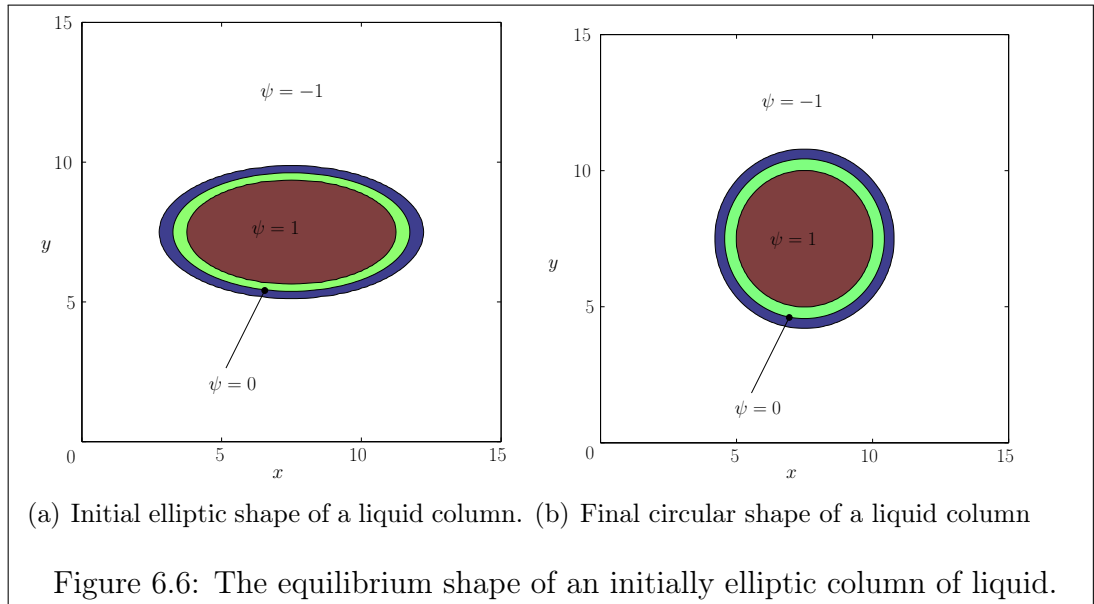 15
ψ = −1
10
ψ = 1
y
5
ψ = 0
0
5
10
15
x
15
ψ = −1
10
ψ = 1
y
5
ψ = 0
0
5
10
15
x
(a) Initial elliptic shape of a liquid column. (b) Final circular shape of a liquid column
Figure 6.6: The equilibrium shape of an initially elliptic column of liquid.